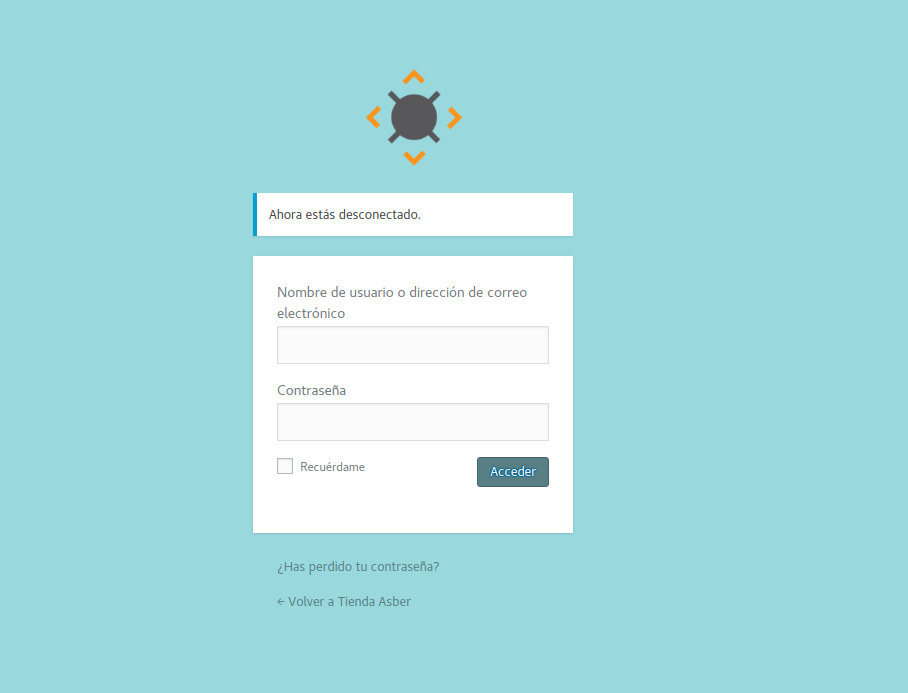 Ahora estás desconectado.
Nombre de usuario o dirección de correo
electrónico
Contraseña
Recuérdame
Acceder
¿Has perdido tu contraseña?
← Volver a Tienda Asber